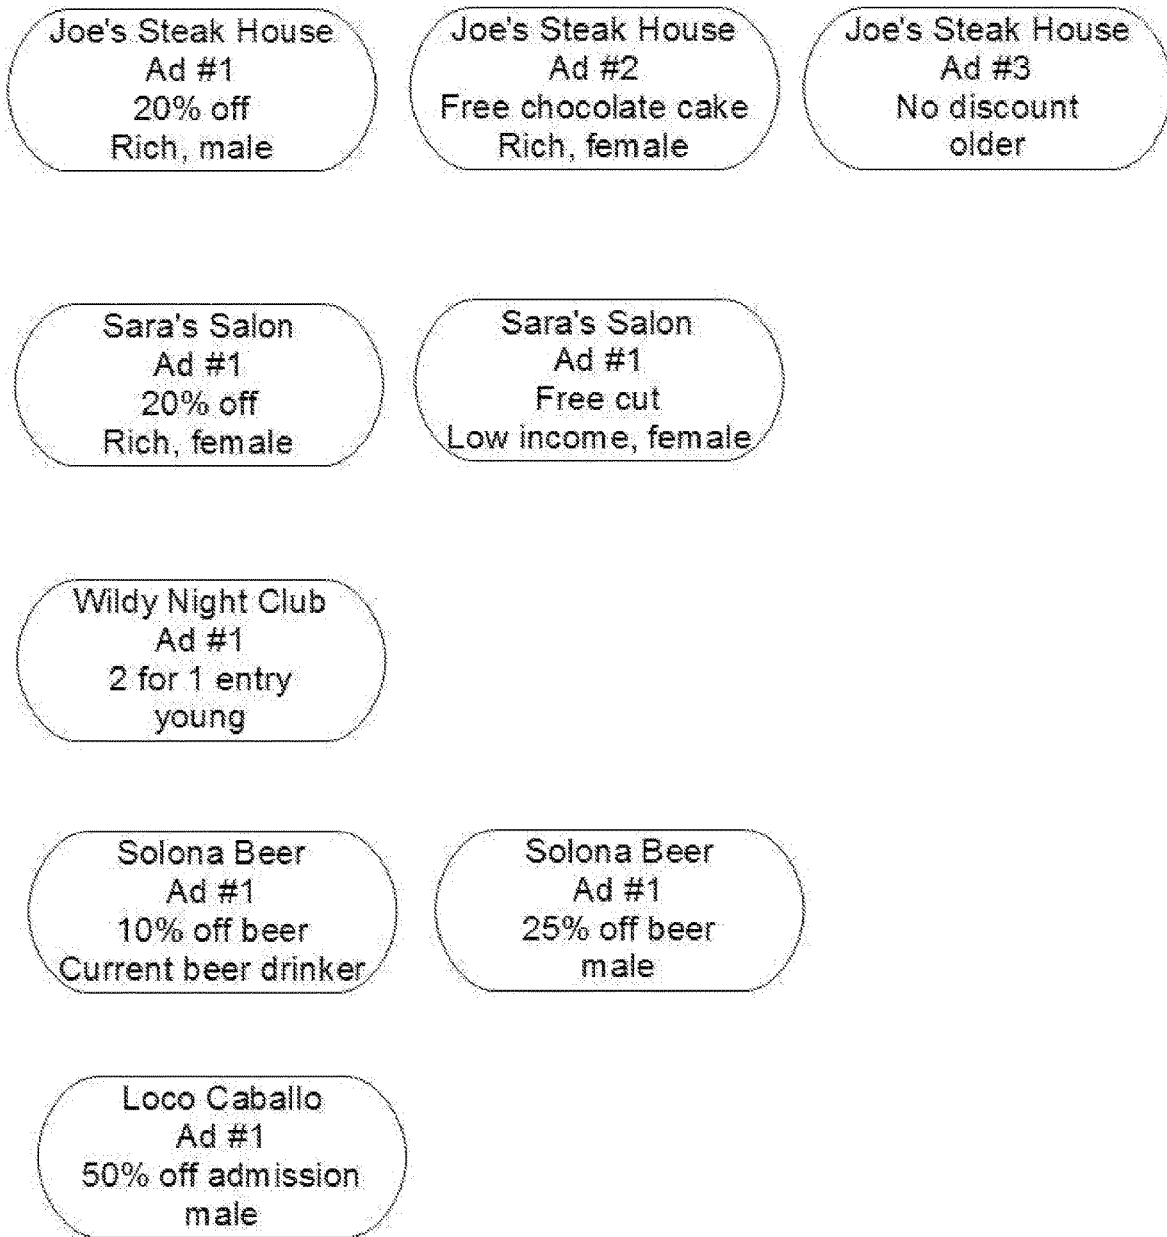 Joe's Steak House
Ad #1
20% off
Rich, male
Joe's Steak House
Ad #2
Free chocolate cake
Rich, female
Joe's Steak House
Ad #3
No discount
older
Sara's Salon
Ad #1
20% off
Rich, female
Sara's Salon
Ad #1
Free cut
Low income, female
Wildy Night Club
Ad #1
2 for 1 entry
young
Solona Beer
Ad #1
10% off beer
Current beer drinker
Solona Beer
Ad #1
25% off beer
male
Loco Caballo
Ad #1
50% off admission
male